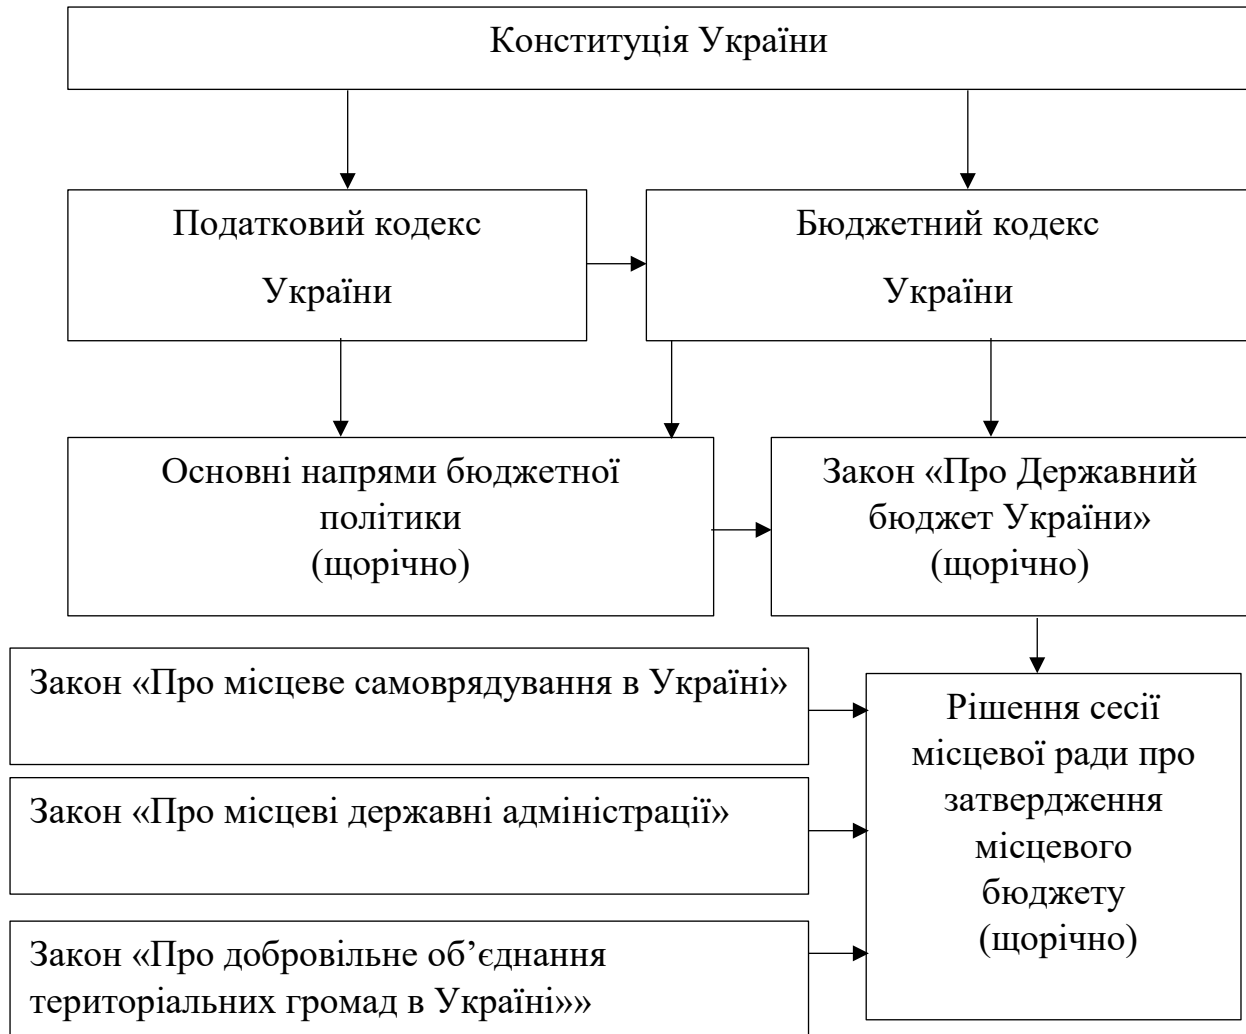 Конституція України
Податковий кодекс
України
Бюджетний кодекс
України
Основні напрями бюджетної
політики
(щорічно)
Закон «Про Державний
бюджет України»
(щорічно)
Закон «Про місцеве самоврядування в Україні»
Закон «Про місцеві державні адміністрації»
Закон «Про добровільне об’єднання
територіальних громад в Україні»»
Рішення сесії
місцевої ради про
затвердження
місцевого
бюджету
(щорічно)